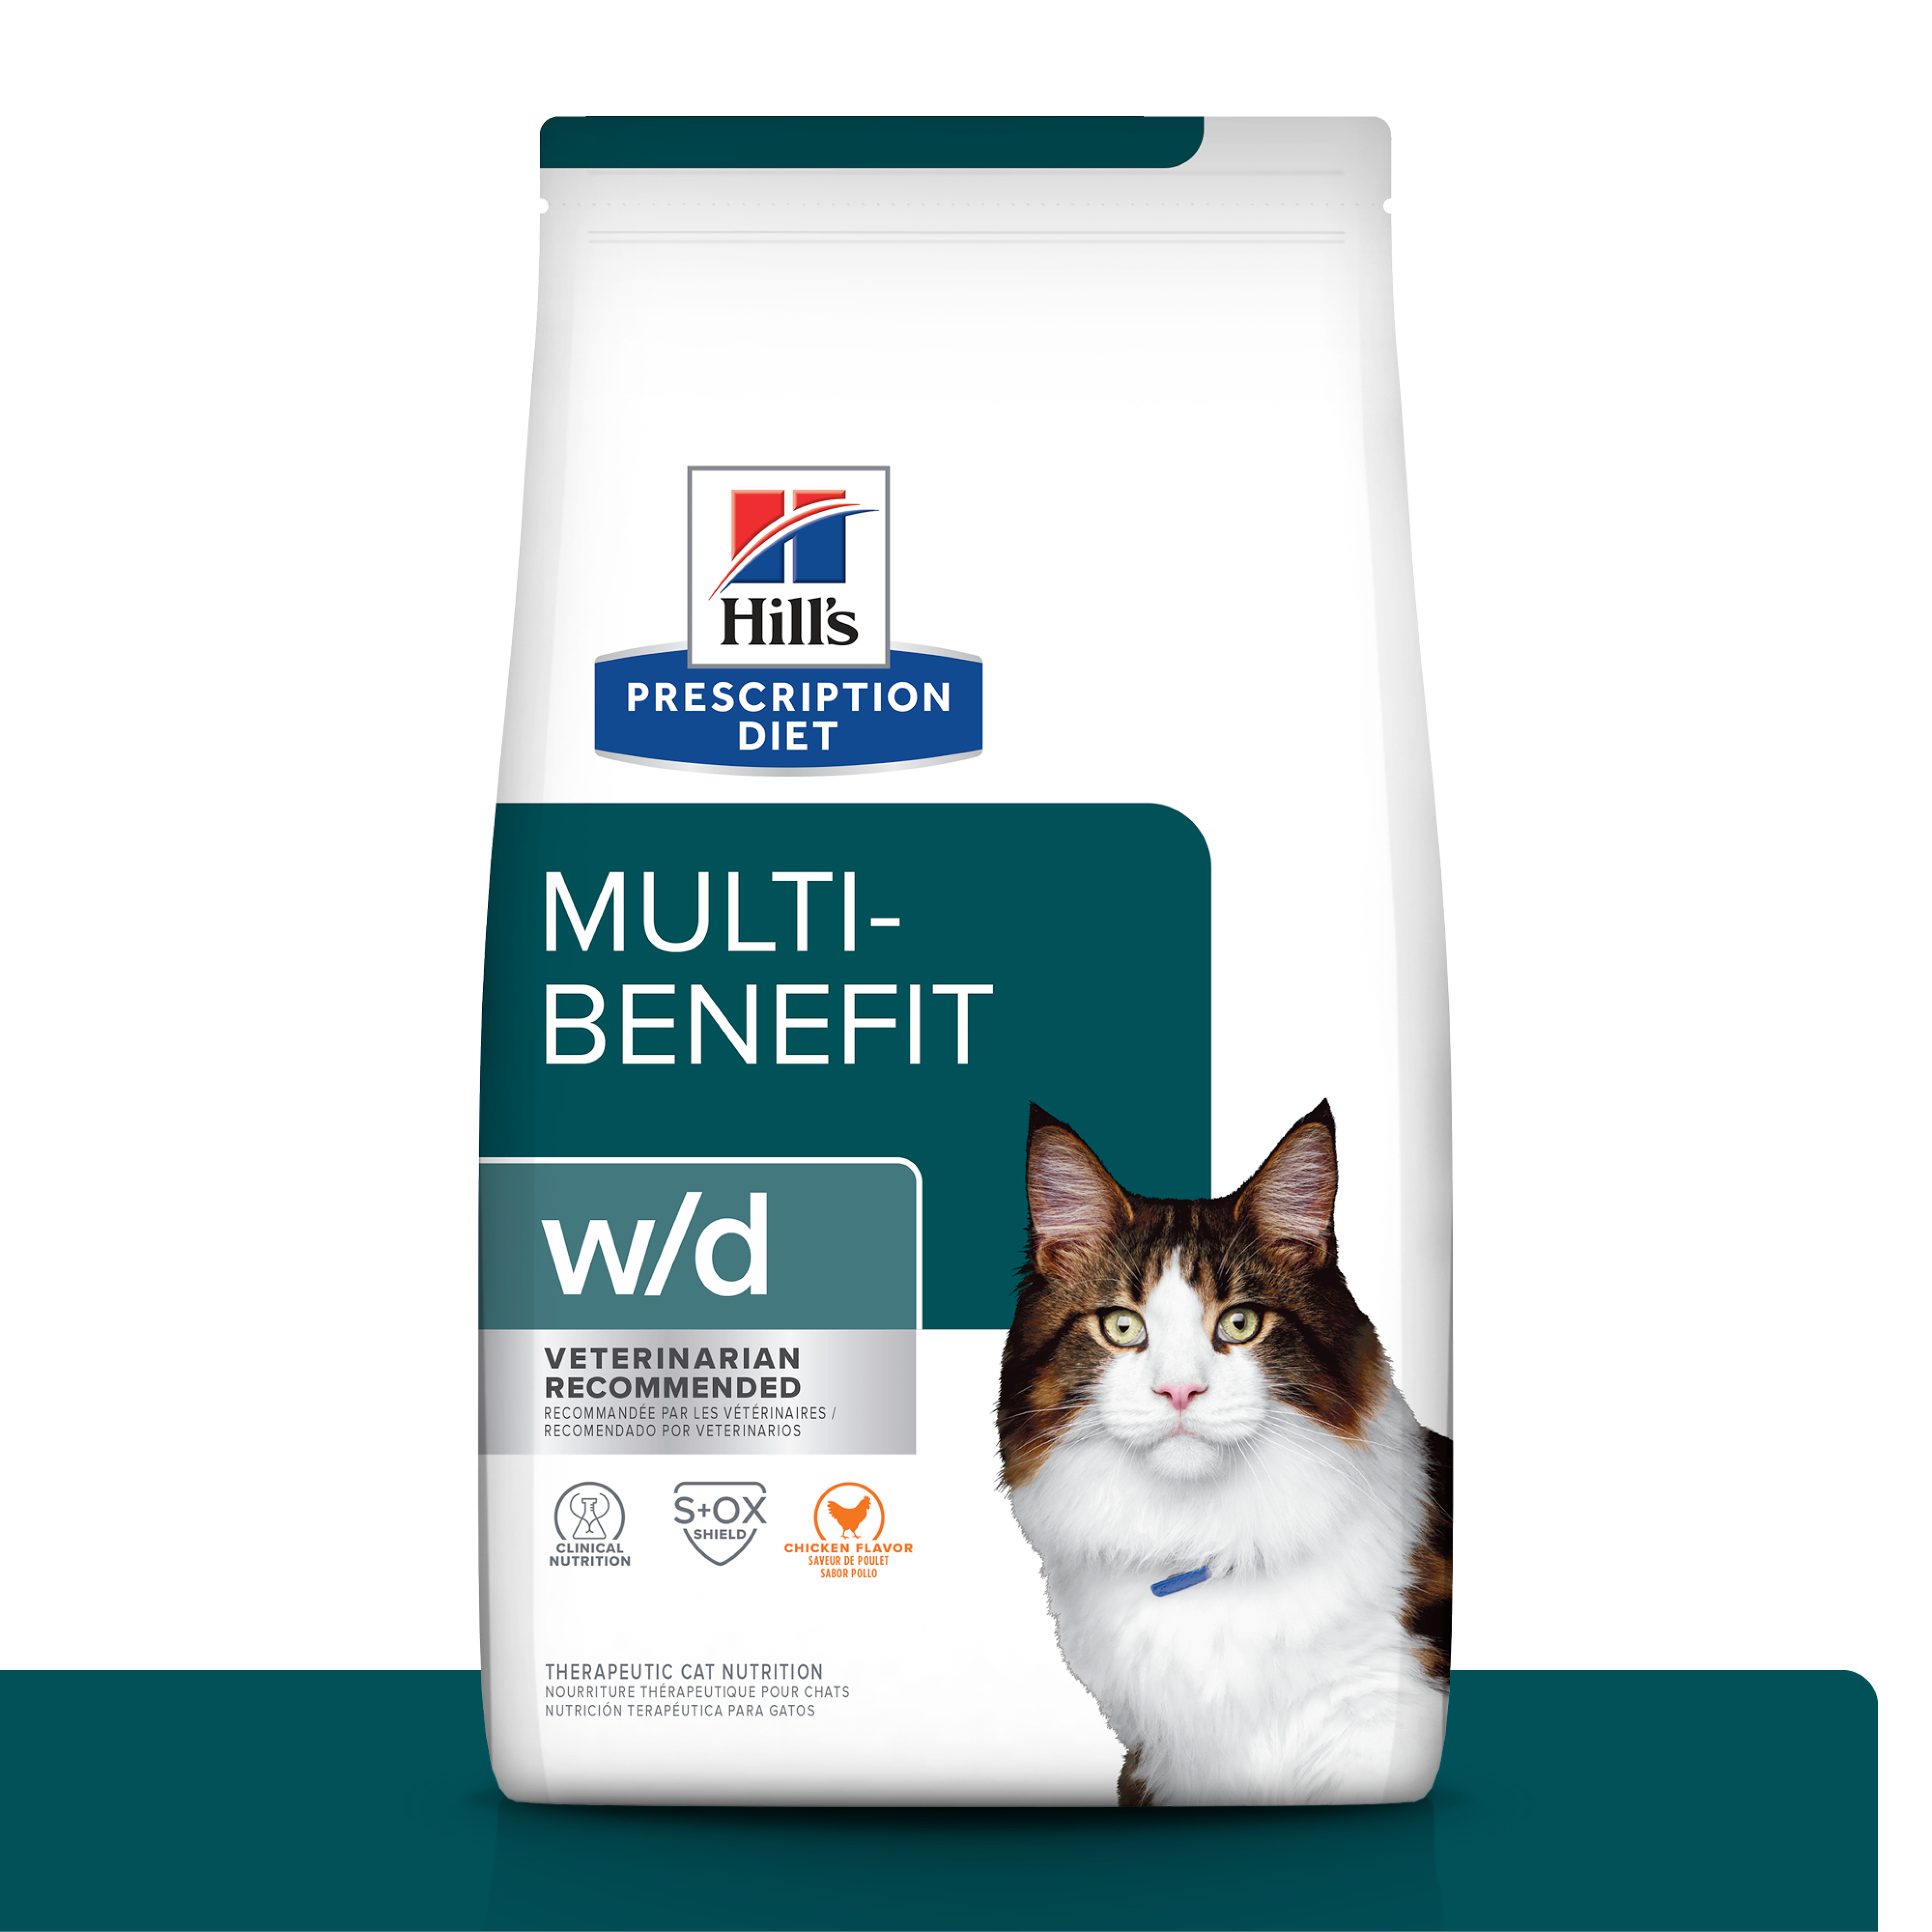 Hill's
PRESCRIPTION
DIET
MULTI-
BENEFIT
w/d
VETERINARIAN
RECOMMENDED
RECOMMANDÉE PAR LES VÉTÉRINAIRES /
RECOMENDADO POR VETERINARIOS
CLINICAL
NUTRITION
S+OX
SHIELD
CHICKEN FLAVOR
SAVEUR DE POULET
SABOR POLLO
THERAPEUTIC CAT NUTRITION
NOURRITURE THÉRAPEUTIQUE POUR CHATS
NUTRICIÓN TERAPÉUTICA PARA GATOS